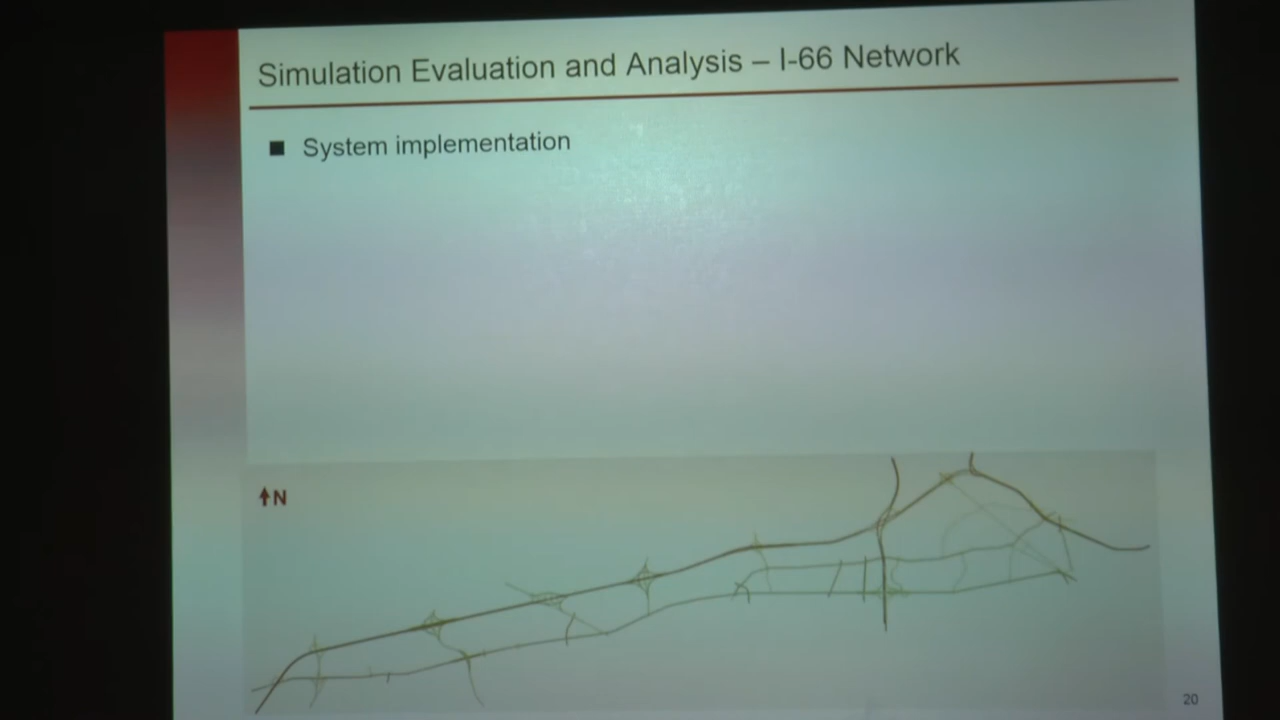 Simulation Evaluation and Analysis – I-66 Network
■ System implementation
N
20